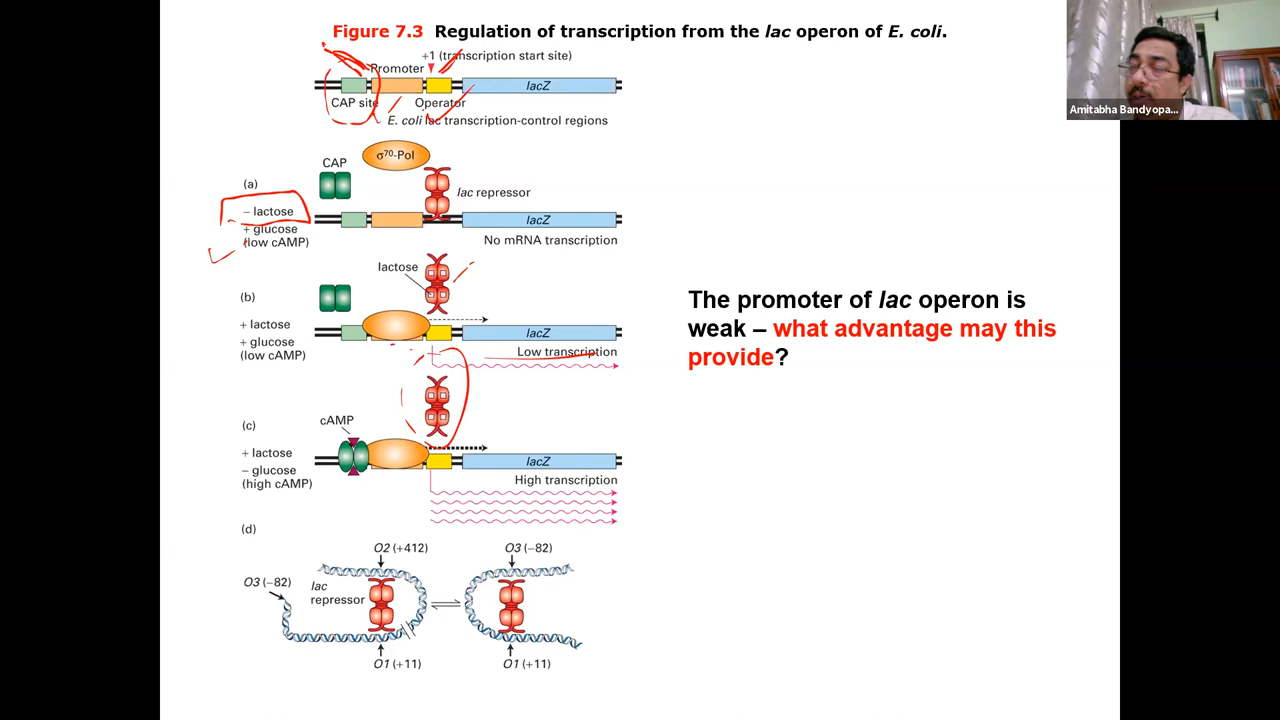 Figure 7.3 Regulation of transcription from the lac operon of E. coli.
+1 (transcription start site)
Promoter
lacZ
CAP site
Operator
E. coli lac transcription-control regions
Amitabha Bandyopa...
CAP
σ70-Pol
(a)
lac repressor
– lactose
+ glucose
(low cAMP)
lacZ
No mRNA transcription
lactose
(b)
+ lactose
+ glucose
(low cAMP)
lacZ
Low transcription
The promoter of lac operon is
weak – what advantage may this
provide?
cAMP
(c)
+ lactose
– glucose
(high cAMP)
lacZ
High transcription
(d)
O2 (+412)
O3 (–82)
O3 (–82)
lac
repressor
O1 (+11)
O1 (+11)